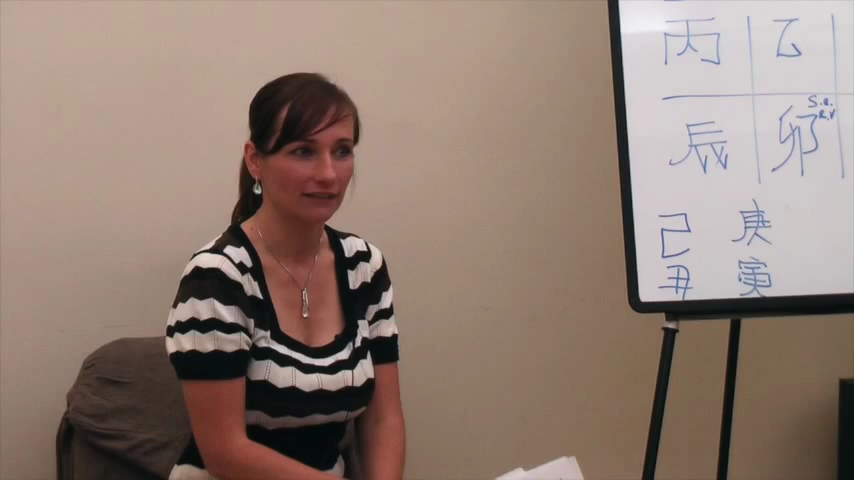 丙 乙
S.e.
R.V
辰 卯
己 庚
丑 寅